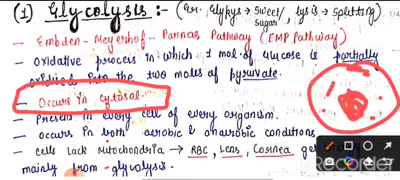 (1) Glycolysis :- (Gr. Glyphys → sweet/sugar, lysis → splitting)
- Embden - Meyerhof - Parnas Pathway (EMP Pathway)
- Oxidative process in which 1 mol. of glucose is partially
oxidised into the two moles of pyruvate.
- Occurs in cytosol.
- Present in every cell of every organism.
- occurs in both aerobic & anaerobic conditions
- cells Lack mitochondria → RBC, Lens, Cornea
mainly from glycolysis.
Recorder